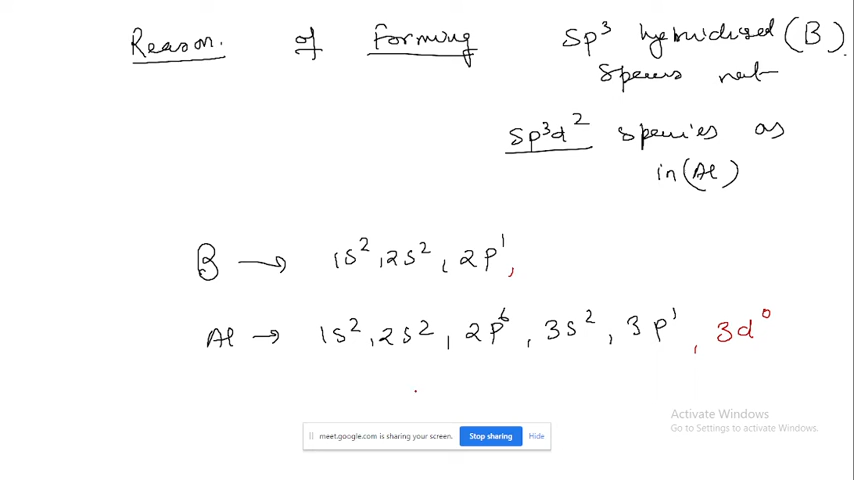 Reason. of Forming Sp³ hybridised (B).
Species not
Sp³d² species as
in (Al)
B → 1s², 2s², 2p¹,
Al → 1s², 2s², 2p⁶, 3s², 3p¹, 3d⁰
meet.google.com is sharing your screen. Stop sharing Hide
Activate Windows
Go to Settings to activate Windows.